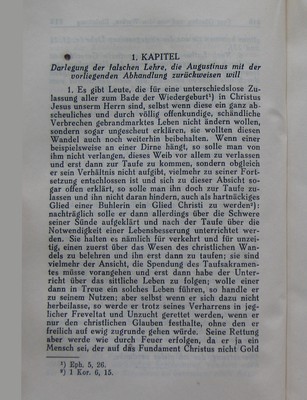 1. KAPITEL
Darlegung der falschen Lehre, die Augustinus mit der
vorliegenden Abhandlung zurückweisen will
1. Es gibt Leute, die für eine unterschiedslose Zu-
lassung aller zum Bade der Wiedergeburt¹) in Christus
Jesus unserm Herrn sind, selbst wenn diese ein ganz ab-
scheuliches und durch völlig offenkundige, schändliche
Verbrechen gebrandmarktes Leben nicht ändern wollen,
sondern sogar ungescheut erklären, sie wollten diesen
Wandel auch noch weiterhin beibehalten. Wenn einer
beispielsweise an einer Dirne hängt, so solle man von
ihm nicht verlangen, dieses Weib vor allem zu verlassen
und erst dann zur Taufe zu kommen, sondern obgleich
er sein Verhältnis nicht aufgibt, vielmehr zu seiner Fort-
setzung entschlossen ist und sich zu dieser Absicht so-
gar offen erklärt, so solle man ihn doch zur Taufe zu-
lassen und ihn nicht daran hindern, auch als hartnäckiges
Glied einer Buhlerin ein Glied Christi zu werden²):
nachträglich solle er dann allerdings über die Schwere
seiner Sünde aufgeklärt und nach der Taufe über die
Notwendigkeit einer Lebensbesserung unterrichtet wer-
den. Sie halten es nämlich für verkehrt und für unzei-
tig, einen zuerst über das Wesen des christlichen Wan-
dels zu belehren und ihn erst dann zu taufen; sie sind
vielmehr der Ansicht, die Spendung des Taufsakramen-
tes müsse vorangehen und erst dann habe der Unter-
richt über das sittliche Leben zu folgen; wolle einer
dann in Treue ein solches Leben führen, so handle er
zu seinem Nutzen; aber selbst wenn er sich dazu nicht
herbeilasse, so werde er trotz seines Verharrens in jeg-
licher Freveltat und Unzucht gerettet werden, wenn er
nur den christlichen Glauben festhalte, ohne den er
freilich auf ewig zugrunde gehen würde. Seine Rettung
aber werde wie durch Feuer erfolgen, da er ja ein
Mensch sei, der auf das Fundament Christus nicht Gold
¹) Eph. 5, 26.
²) 1 Kor. 6, 15.